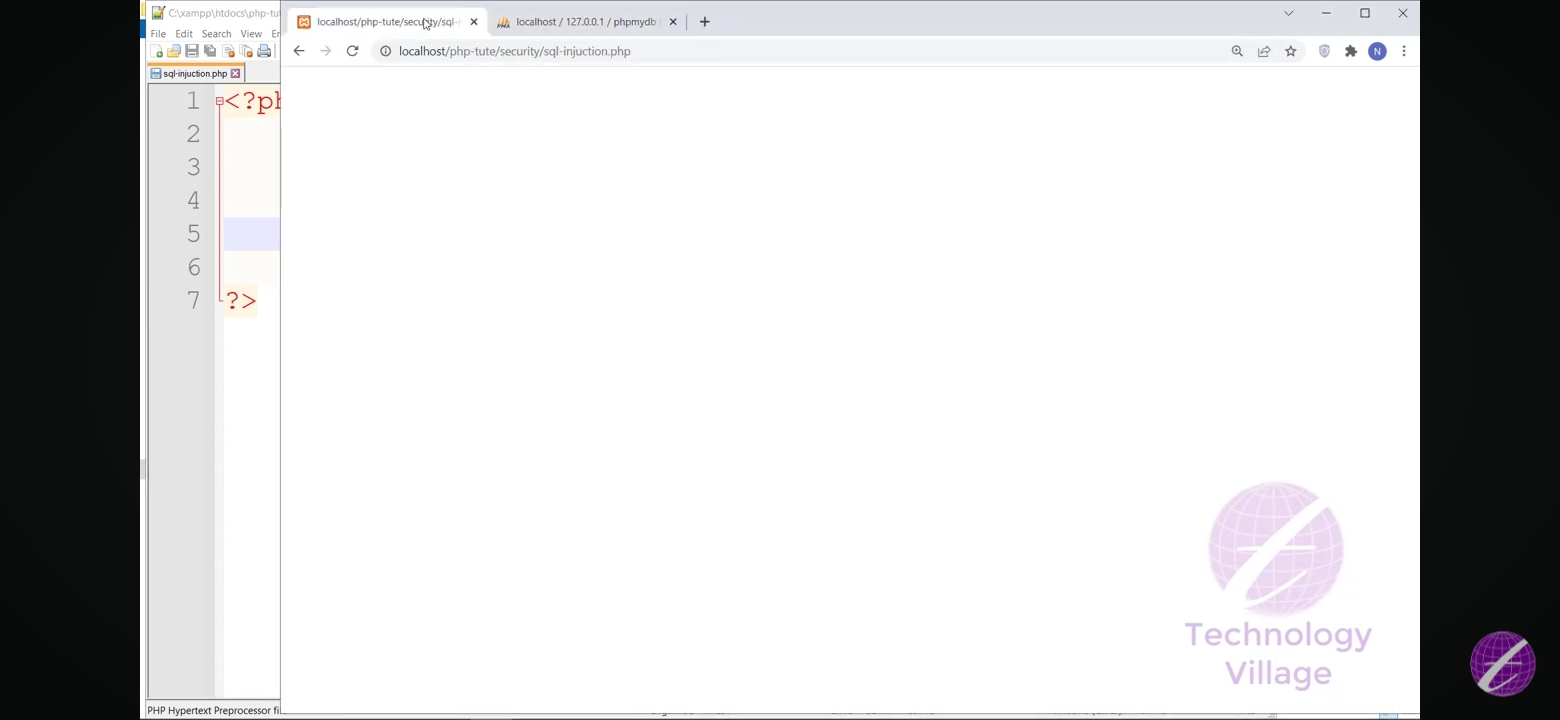 C:\xampp\htdocs\php-tut
localhost/php-tute/security/sql-i
localhost / 127.0.0.1 / phpmydb
File Edit Search View En
localhost/php-tute/security/sql-injuction.php
N
sql-injuction.php
1 <?ph
2
3
4
5
6
7 ?>
Technology
Village
PHP Hypertext Preprocessor fi